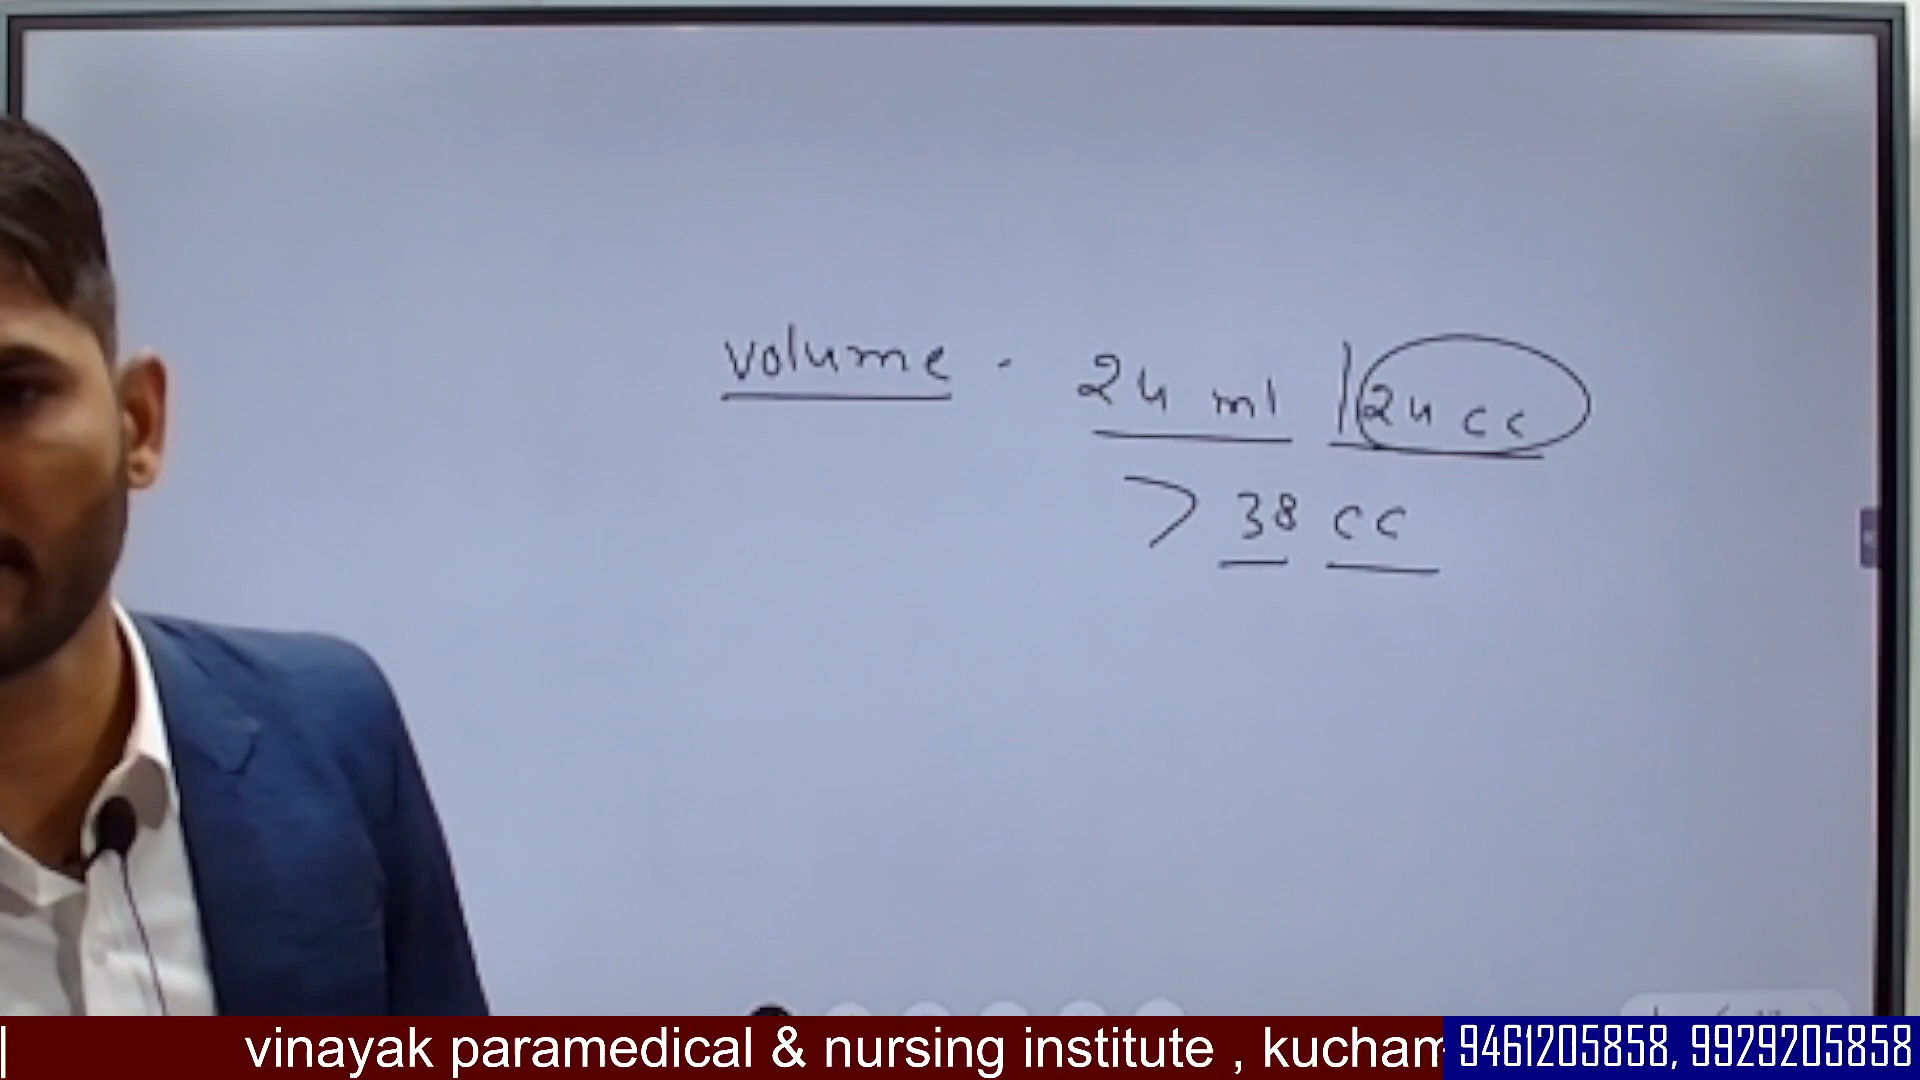 volume · 24 ml | 24 cc
> 38 cc
| vinayak paramedical & nursing institute , kucham
9461205858, 9929205858